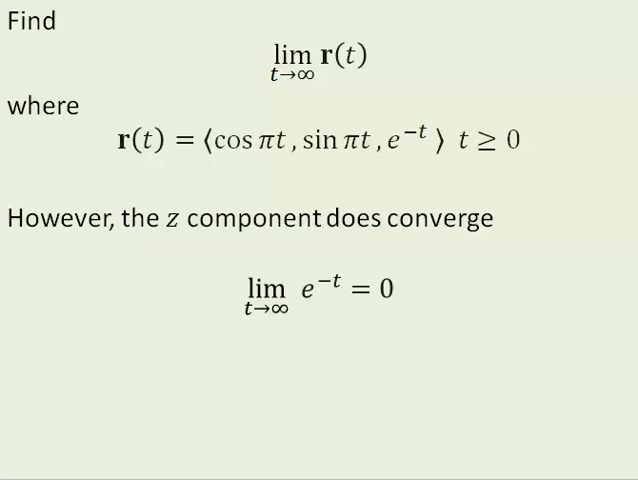 Find
lim r(t)
t→∞
where
r(t) = ⟨cos πt , sin πt , e^{−t} ⟩ t ≥ 0
However, the z component does converge
lim e^{−t} = 0
t→∞